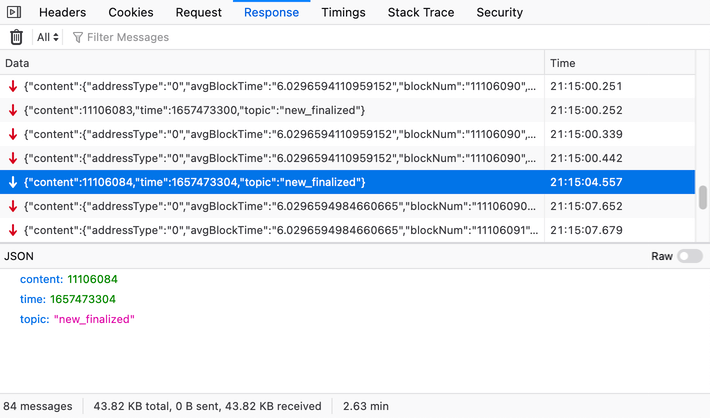 Headers Cookies Request Response Timings Stack Trace Security
All Filter Messages
Data Time
{"content":{"addressType":"0","avgBlockTime":"6.0296594110959152","blockNum":"11106090",... 21:15:00.251
{"content":11106083,"time":1657473300,"topic":"new_finalized"} 21:15:00.252
{"content":{"addressType":"0","avgBlockTime":"6.0296594110959152","blockNum":"11106090",... 21:15:00.339
{"content":{"addressType":"0","avgBlockTime":"6.0296594110959152","blockNum":"11106090",... 21:15:00.442
{"content":11106084,"time":1657473304,"topic":"new_finalized"} 21:15:04.557
{"content":{"addressType":"0","avgBlockTime":"6.0296594984660665","blockNum":"11106090... 21:15:07.652
{"content":{"addressType":"0","avgBlockTime":"6.0296594984660665","blockNum":"11106091"... 21:15:07.679
JSON Raw
content: 11106084
time: 1657473304
topic: "new_finalized"
84 messages 43.82 KB total, 0 B sent, 43.82 KB received 2.63 min